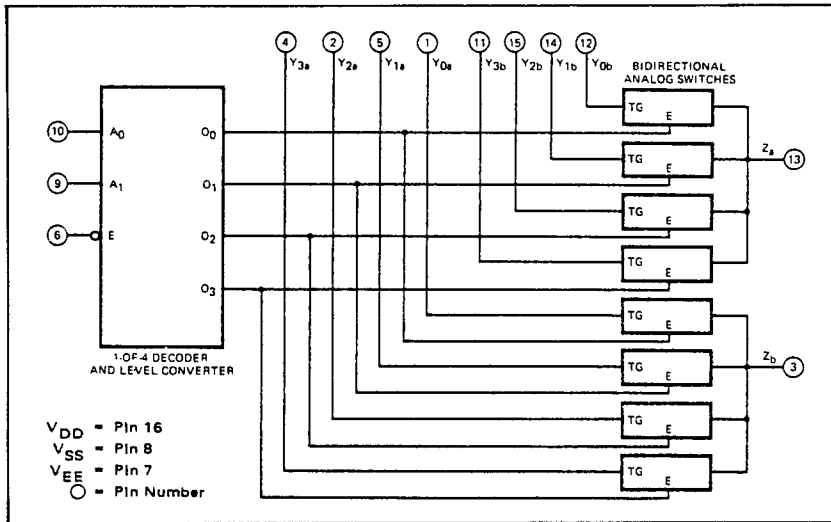 4 2 5 1 11 15 14 12
Y3a Y2a Y1a Y0a Y3b Y2b Y1b Y0b
BIDIRECTIONAL
ANALOG SWITCHES
TG E
10 A0 O0
TG E
Za 13
9 A1 O1
TG E
6 E O2
TG E
O3
TG E
TG E
Zb 3
1-OF-4 DECODER
AND LEVEL CONVERTER
TG E
VDD = Pin 16
VSS = Pin 8
VEE = Pin 7
TG E
○ = Pin Number